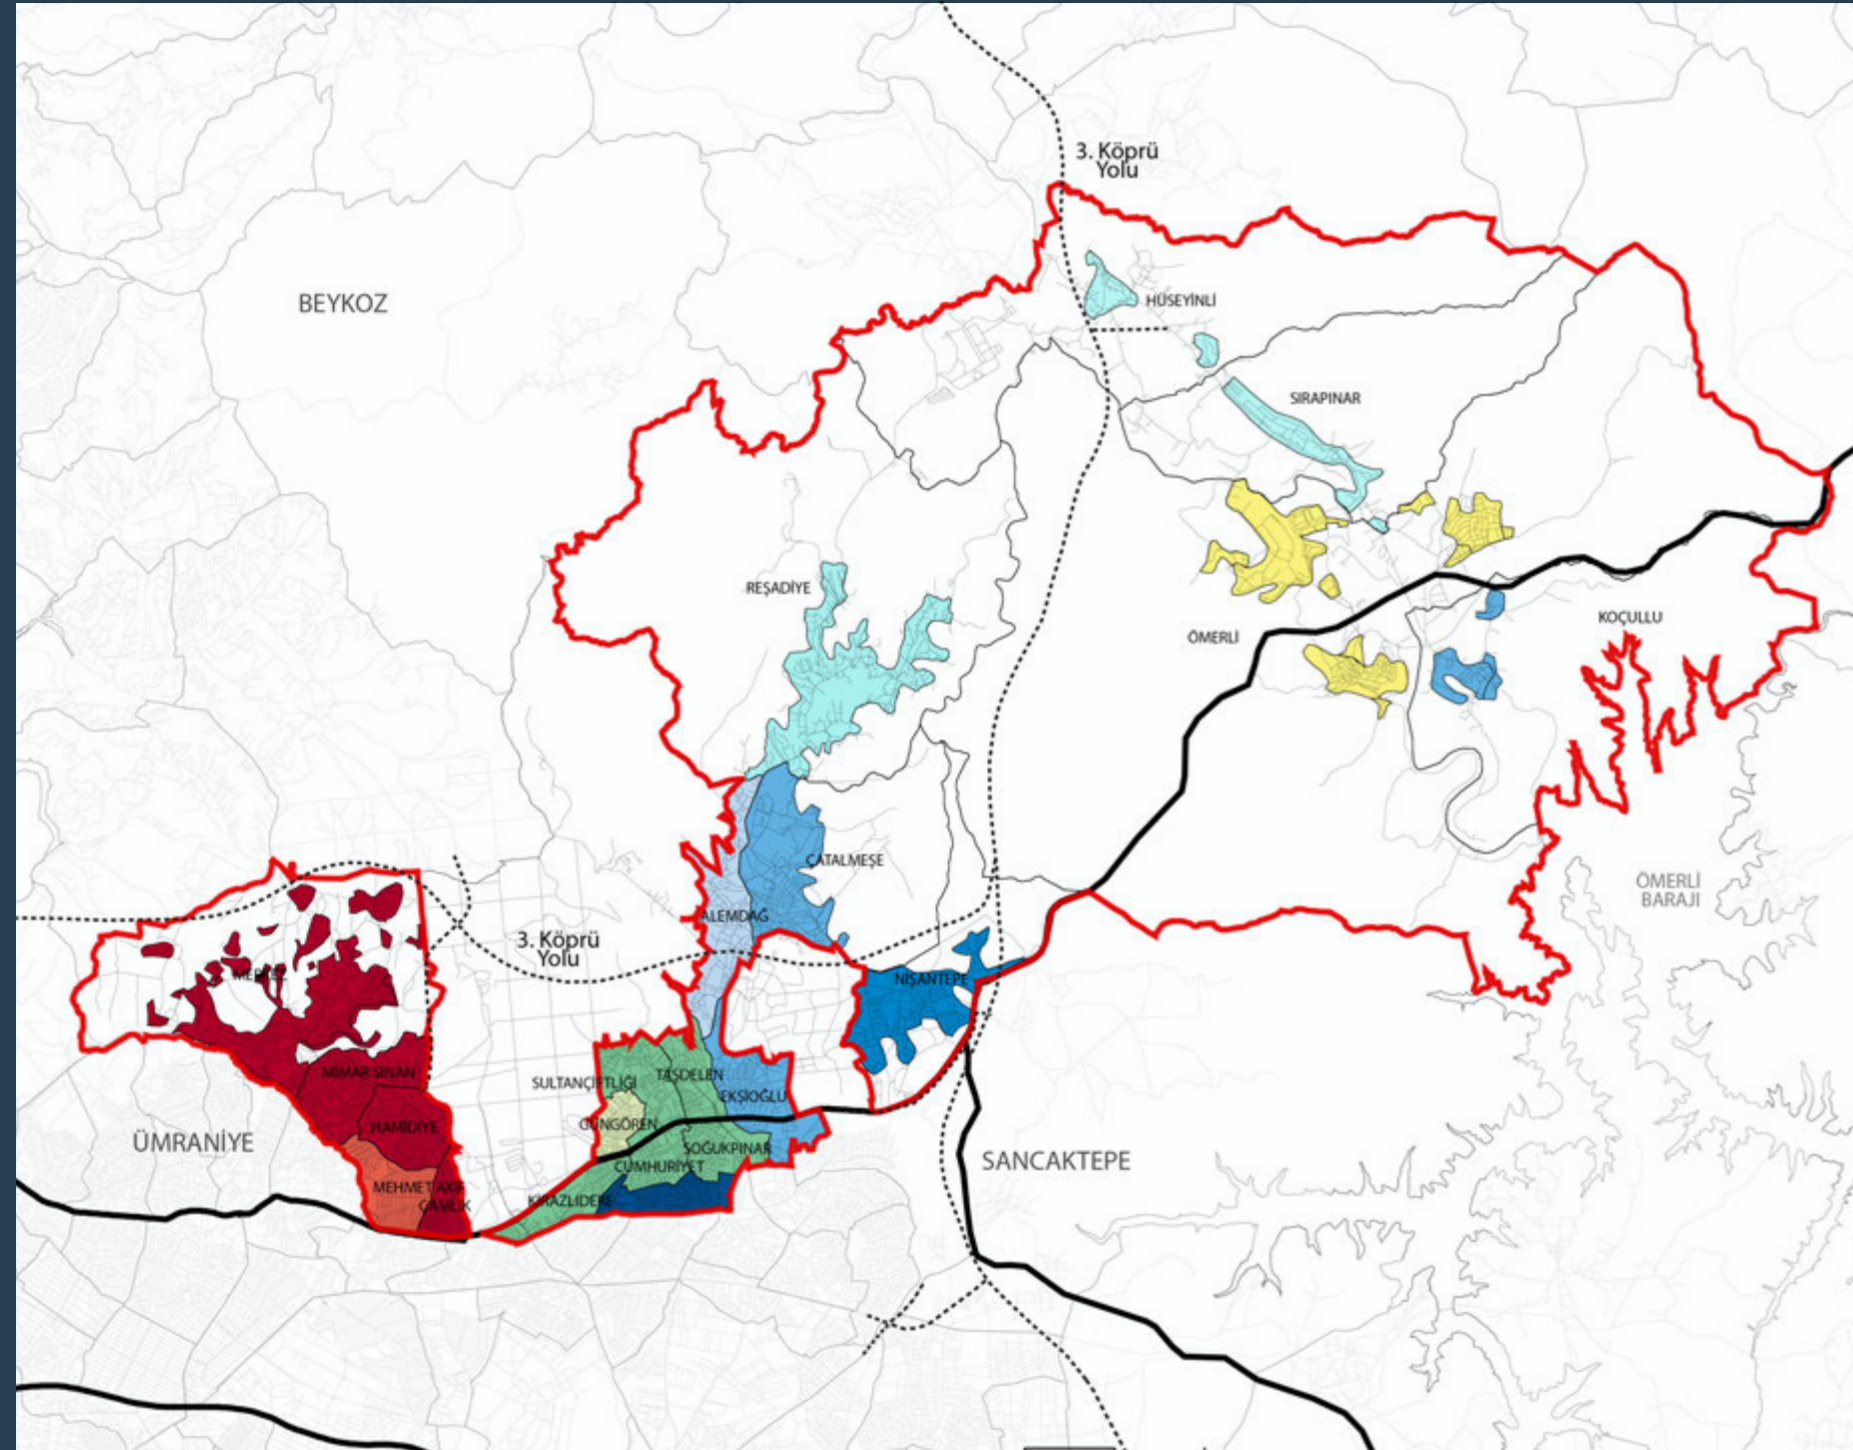 3. Köprü
Yolu
BEYKOZ
HÜSEYİNLİ
SIRAPINAR
REŞADİYE
KOÇULLU
ÖMERLİ
ÇATALMEŞE
ÖMERLİ
BARAJI
ALEMDAĞ
3. Köprü
Yolu
MERKEZ
NİŞANTEPE
MİMAR SİNAN
TAŞDELEN
SULTANÇİFTLİĞİ
EKŞİOĞLU
GÜNGÖREN
HAMİDİYE
ÜMRANİYE
SOĞUKPINAR
SANCAKTEPE
CUMHURİYET
MEHMET AKİF
KİRAZLIDERE
ÇAMLIK